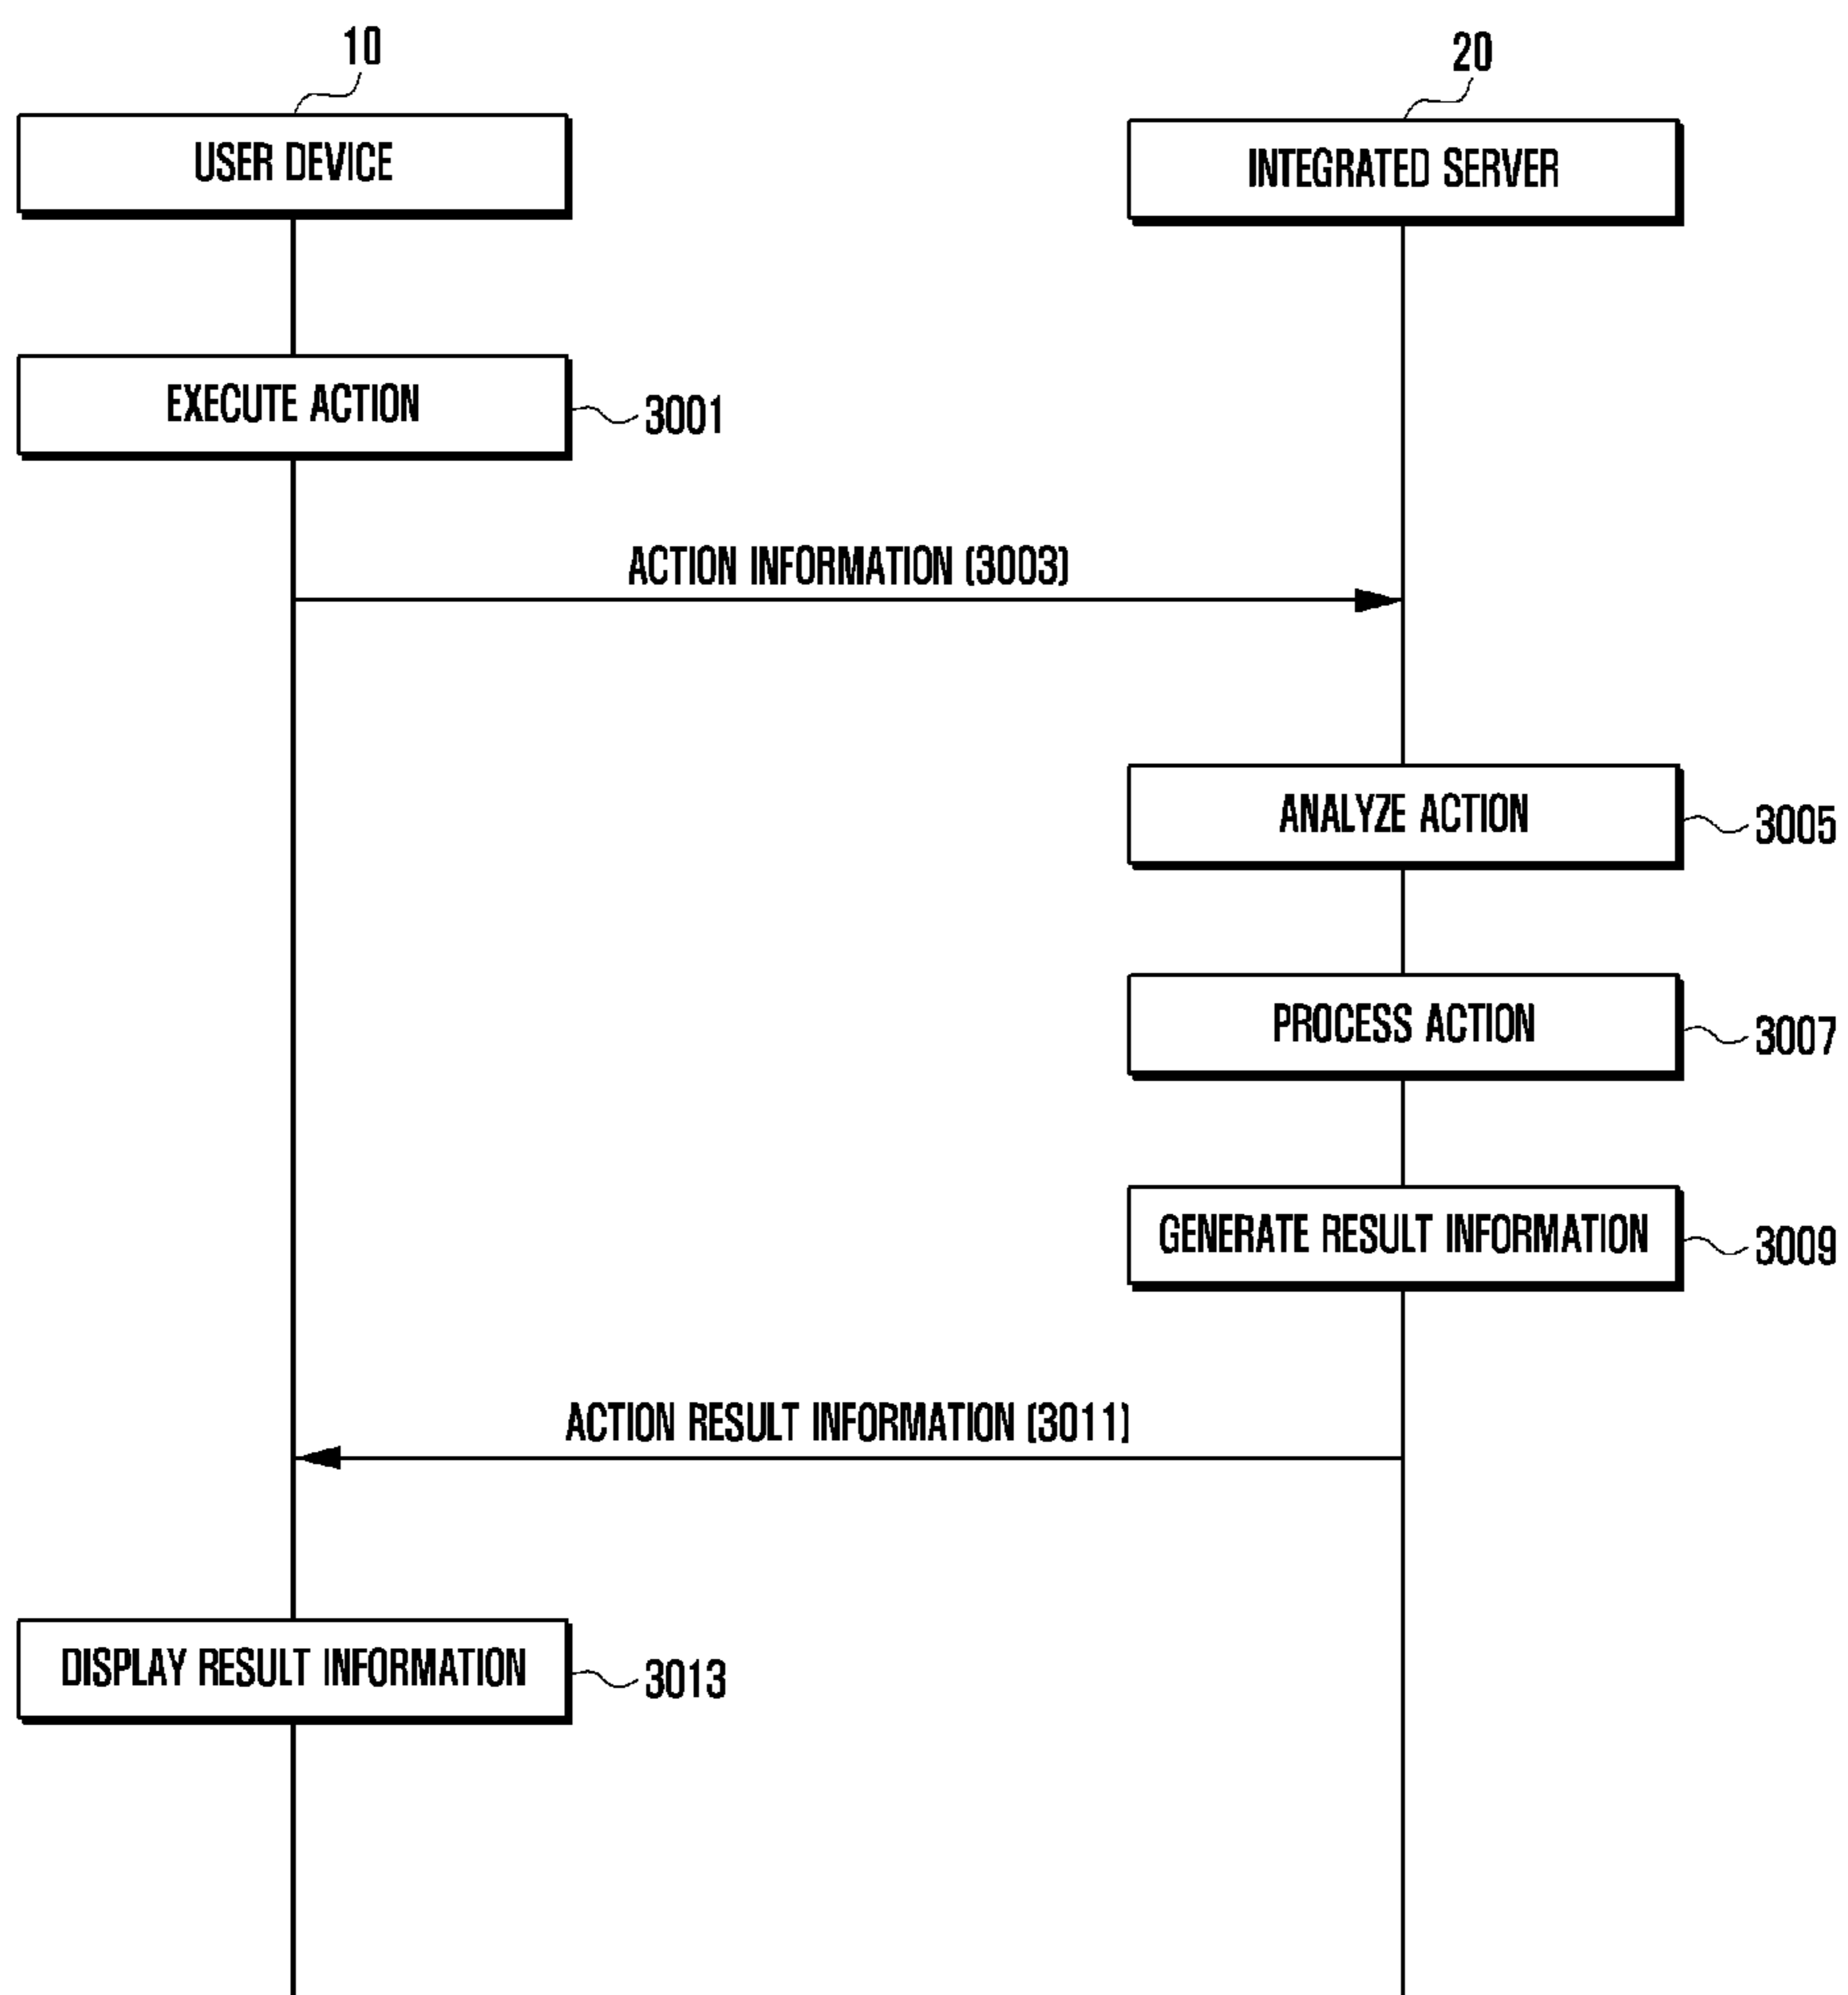 10
20
USER DEVICE
INTEGRATED SERVER
EXECUTE ACTION
3001
ACTION INFORMATION (3003)
ANALYZE ACTION
3005
PROCESS ACTION
3007
GENERATE RESULT INFORMATION
3009
ACTION RESULT INFORMATION (3011)
DISPLAY RESULT INFORMATION
3013